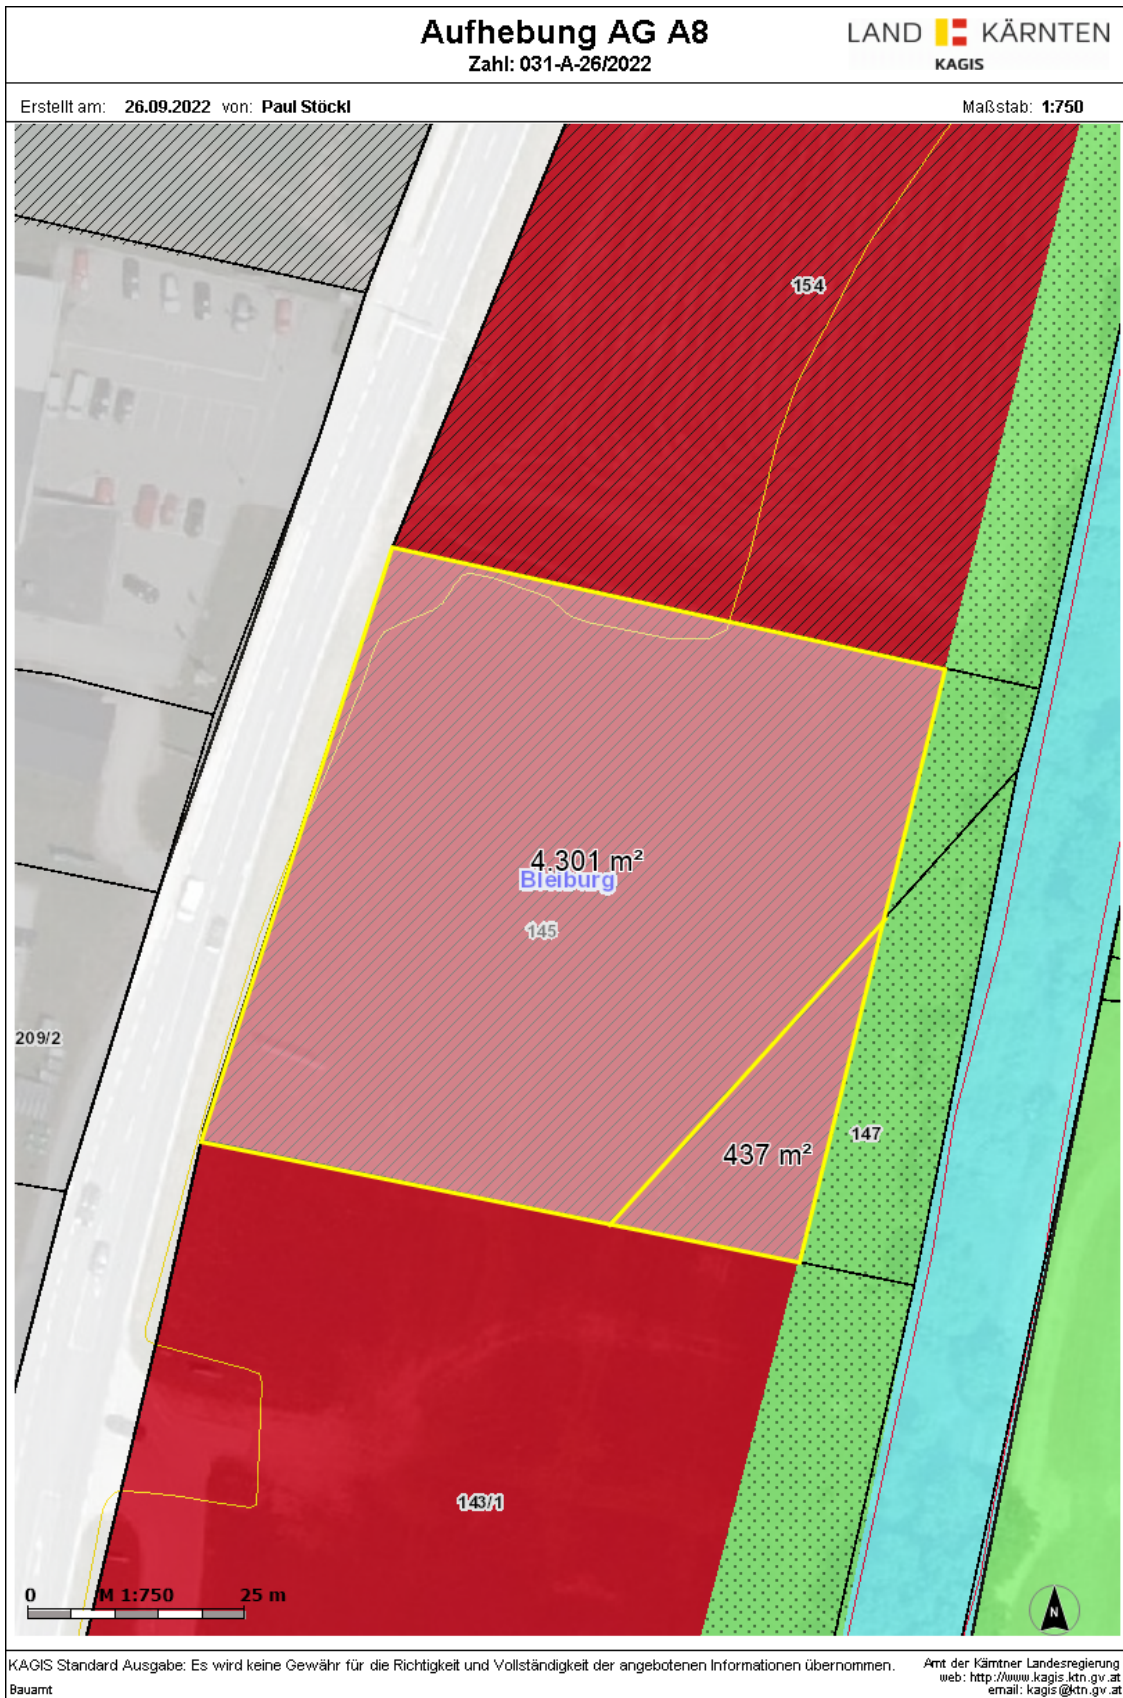 Aufhebung AG A8
Zahl: 031-A-26/2022
LAND KÄRNTEN
KAGIS
Erstellt am: 26.09.2022 von: Paul Stöckl
Maßstab: 1:750
154
4.301 m²
Bleiburg
145
209/2
147
437 m²
143/1
0 M 1:750 25 m
N
KAGIS Standard Ausgabe: Es wird keine Gewähr für die Richtigkeit und Vollständigkeit der angebotenen Informationen übernommen.
Bauamt
Amt der Kärntner Landesregierung
web: http://www.kagis.ktn.gv.at
email: kagis@ktn.gv.at